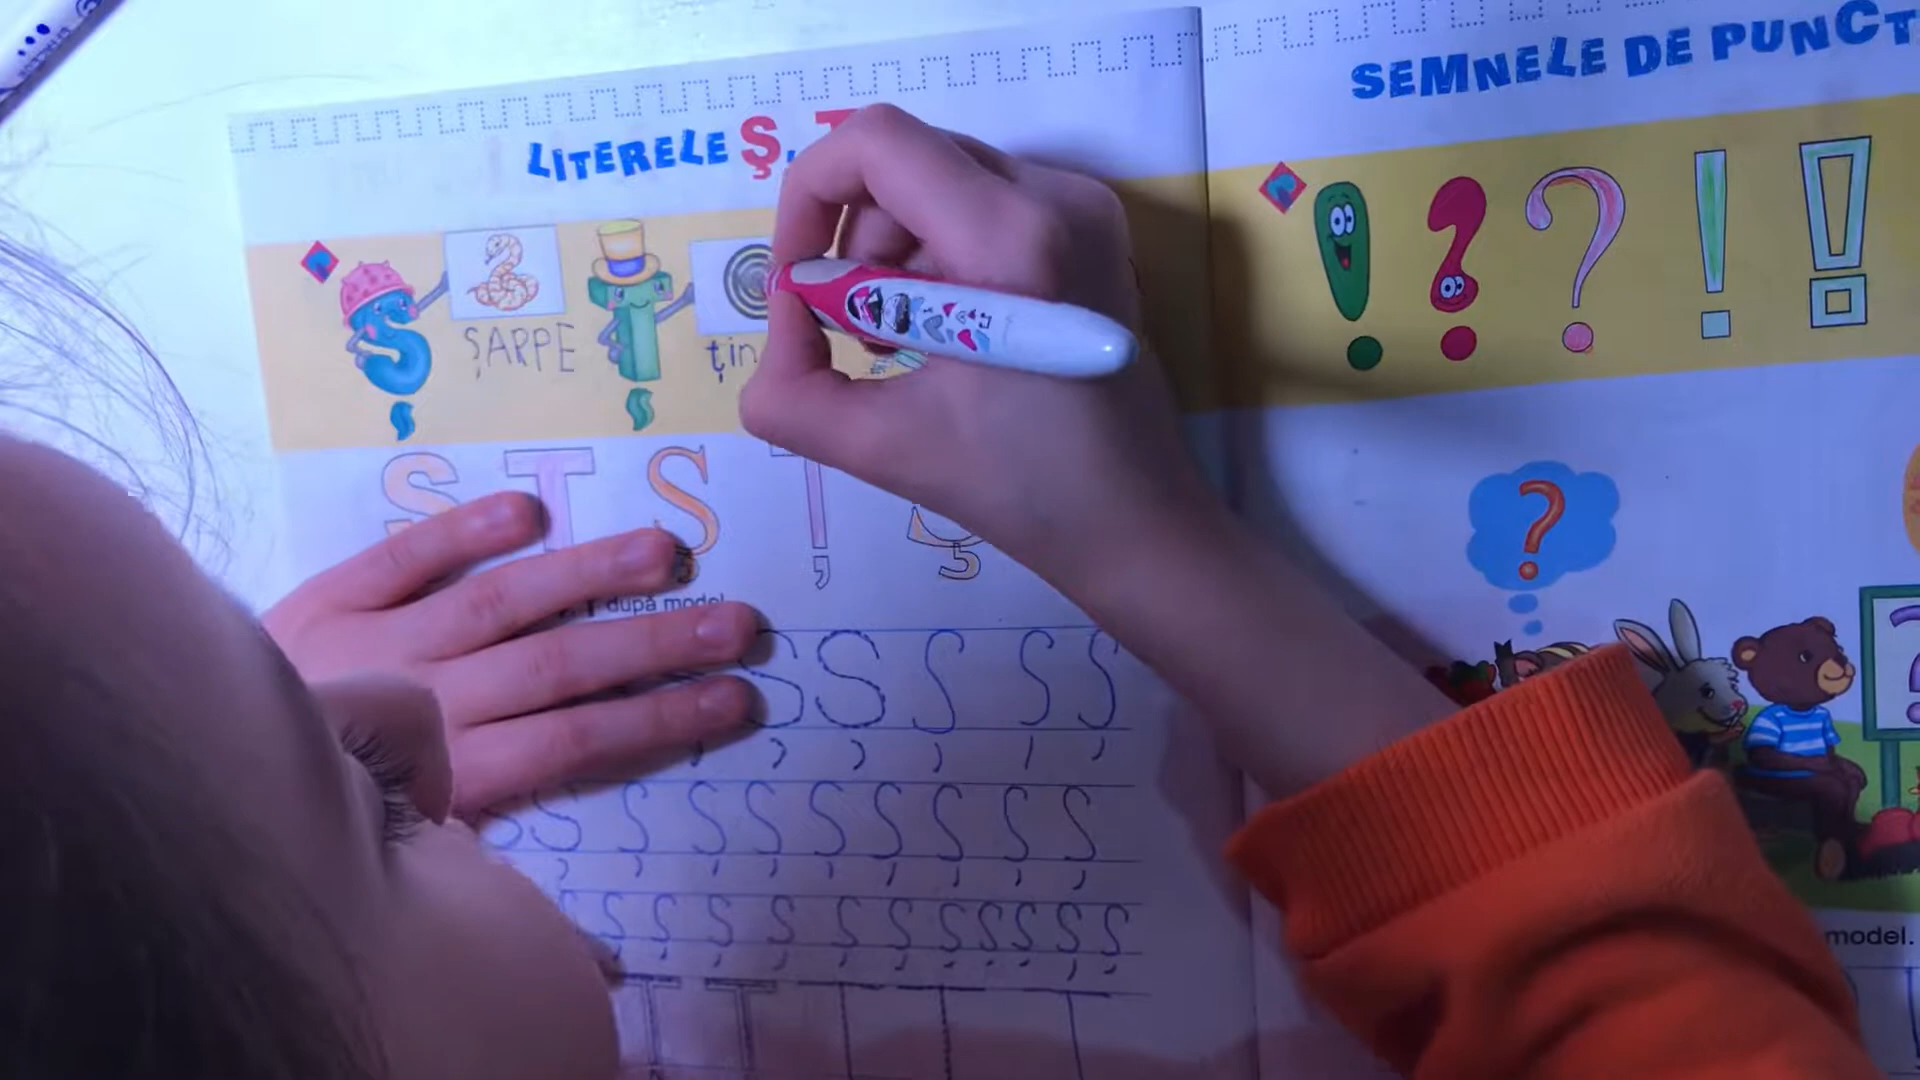 LITERELE Ș,
SEMNELE DE PUNCT
ȘARPE
țin
S T S Ț Ș
? ! !
?
după model
S S S S S
S S S S S S S S S S
Ș Ș Ș Ș Ș Ș Ș Ș Ș Ș Ș
T T
model.